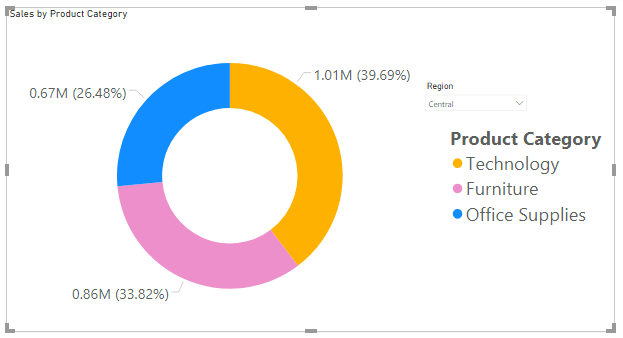 Sales by Product Category
1.01M (39.69%)
0.67M (26.48%)
0.86M (33.82%)
Region
Central
Product Category
Technology
Furniture
Office Supplies